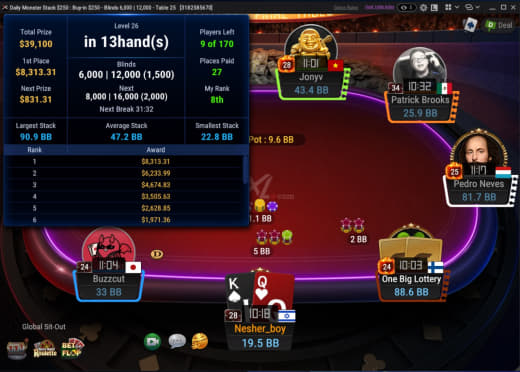 Daily Monster Stack $250 : Buy-in $250 - Blinds 6,000 | 12,000 - Table 25
Deal
Total Prize
$39,100
Level 26
in 13hand(s)
Players Left
9 of 170
1st Place
$8,313.31
Blinds
6,000 | 12,000 (1,500)
Places Paid
27
Next Prize
$831.31
Next
8,000 | 16,000 (2,000)
Next Break 31:32
My Rank
8th
Largest Stack
90.9 BB
Average Stack
47.2 BB
Smallest Stack
22.8 BB
Rank Award
1 $8,313.31
2 $6,233.99
3 $4,674.83
4 $3,505.63
5 $2,628.85
6 $1,971.36
28 11:01
Jonyv
43.4 BB
34 10:32
Patrick Brooks
25.9 BB
25 11:17
Pedro Neves
81.7 BB
Pot : 9.6 BB
1.1 BB
5 BB
2 BB
24 11:04
Buzzcut
33 BB
24 10:03
One Big Lottery
88.6 BB
K Q
28 10:18
Nesher_boy
19.5 BB
Global Sit-Out
Roulette
BET FLOP